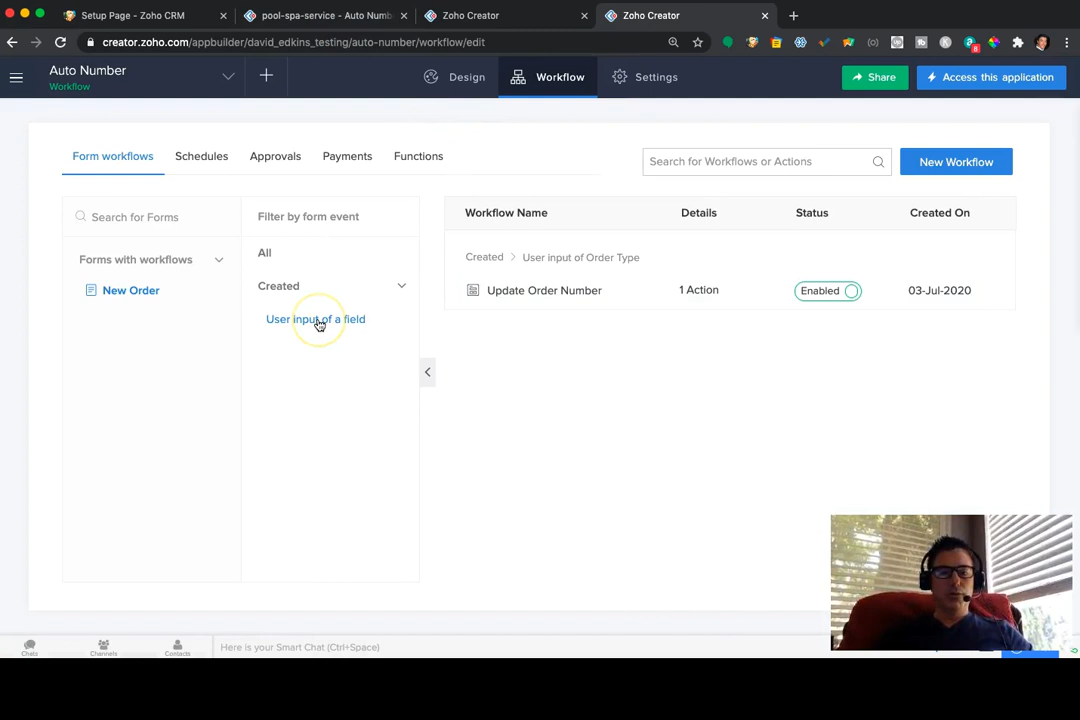 Setup Page - Zoho CRM
pool-spa-service - Auto Numb
Zoho Creator
Zoho Creator
creator.zoho.com/appbuilder/david_edkins_testing/auto-number/workflow/edit
Auto Number
Workflow
Design
Workflow
Settings
Share
Access this application
Form workflows
Schedules
Approvals
Payments
Functions
Search for Workflows or Actions
New Workflow
Search for Forms
Filter by form event
Workflow Name
Details
Status
Created On
Forms with workflows
All
Created > User input of Order Type
New Order
Created
Update Order Number
1 Action
Enabled
03-Jul-2020
User input of a field
Chats
Channels
Contacts
Here is your Smart Chat (Ctrl+Space)